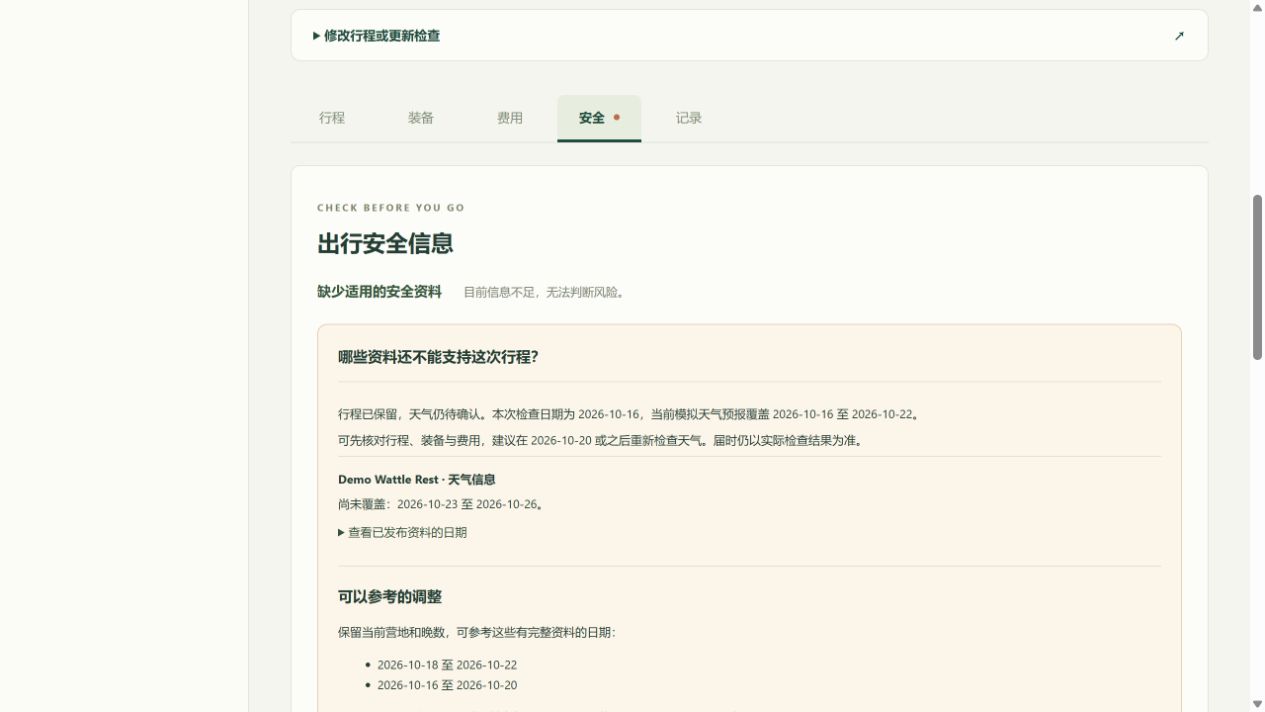 修改行程或更新检查
行程 装备 费用 安全 记录
CHECK BEFORE YOU GO
出行安全信息
缺少适用的安全资料 目前信息不足，无法判断风险。
哪些资料还不能支持这次行程？
行程已保留，天气仍待确认。本次检查日期为 2026-10-16，当前模拟天气预报覆盖 2026-10-16 至 2026-10-22。
可先核对行程、装备与费用，建议在 2026-10-20 或之后重新检查天气。届时仍以实际检查结果为准。
Demo Wattle Rest · 天气信息
尚未覆盖：2026-10-23 至 2026-10-26。
查看已发布资料的日期
可以参考的调整
保留当前营地和晚数，可参考这些有完整资料的日期：
2026-10-18 至 2026-10-22
2026-10-16 至 2026-10-20